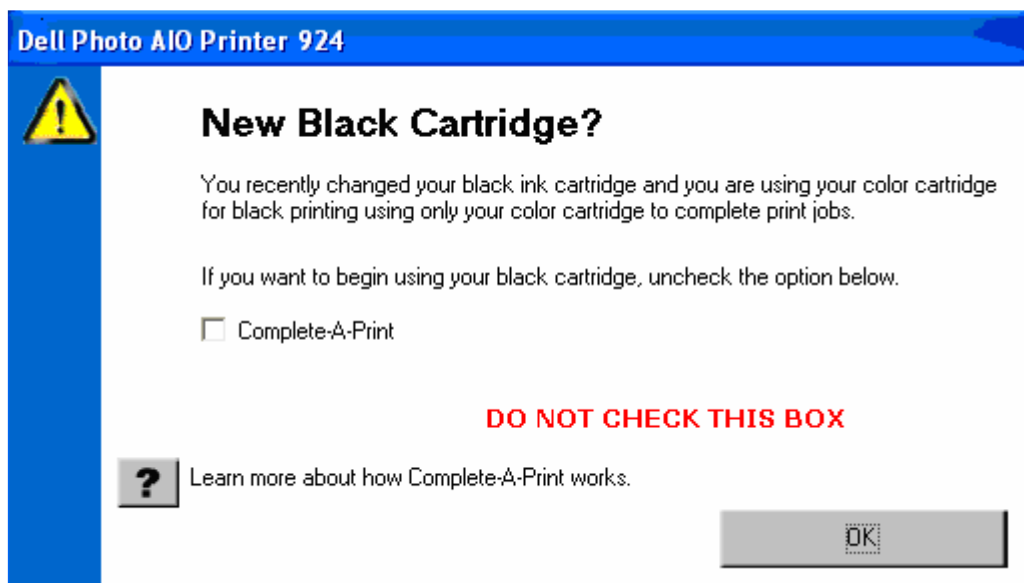 Dell Photo AIO Printer 924
New Black Cartridge?
You recently changed your black ink cartridge and you are using your color cartridge
for black printing using only your color cartridge to complete print jobs.
If you want to begin using your black cartridge, uncheck the option below.
Complete-A-Print
DO NOT CHECK THIS BOX
? Learn more about how Complete-A-Print works.
OK